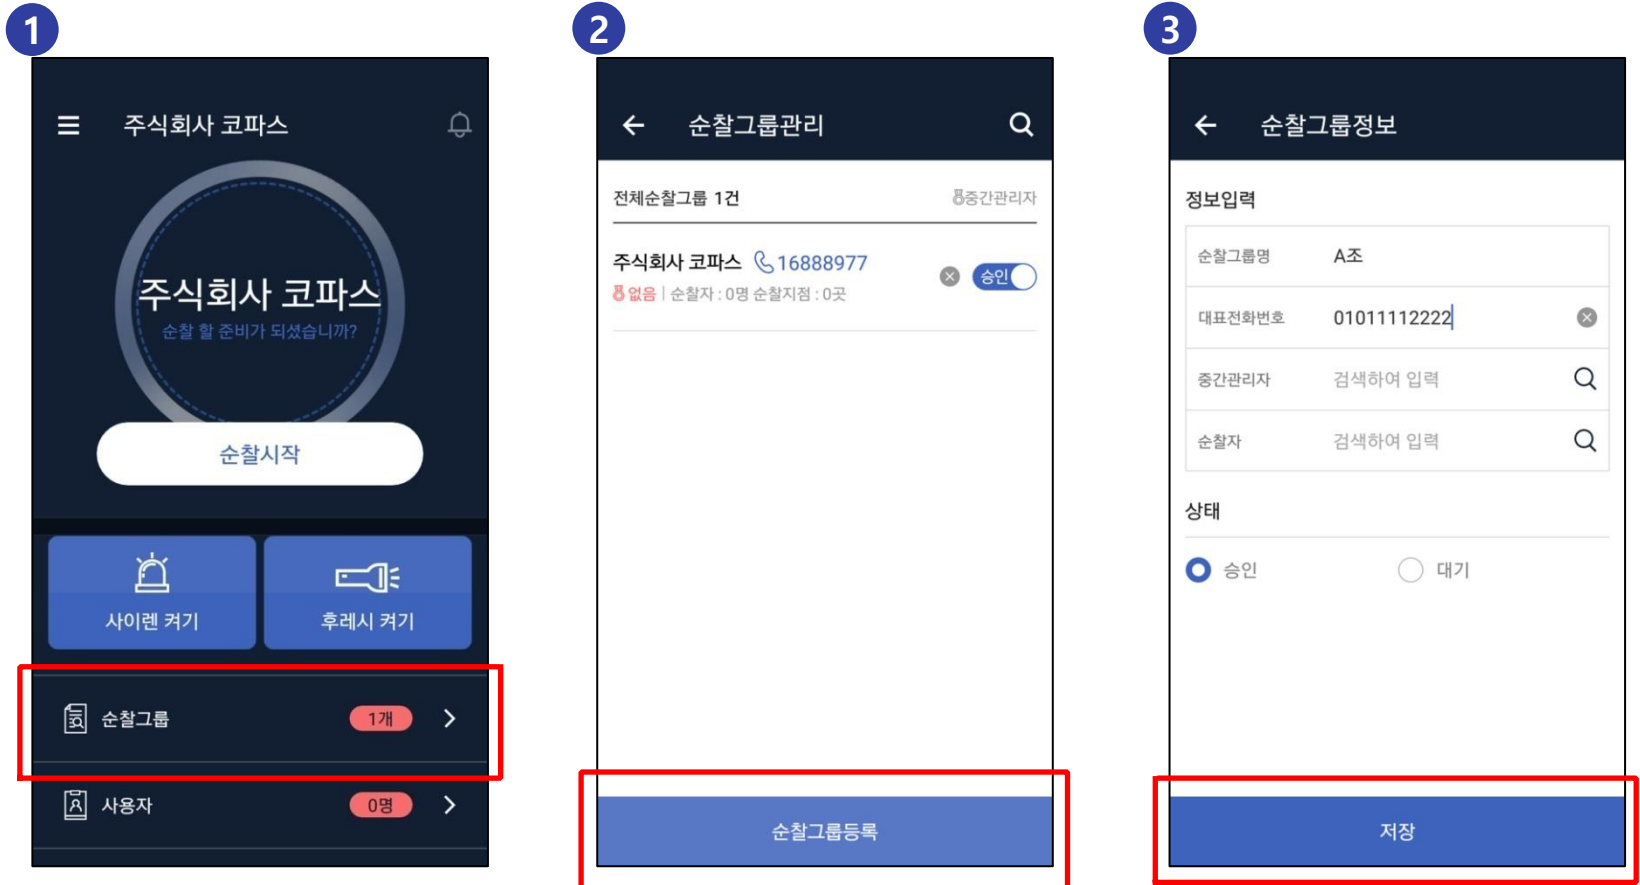 1
주식회사 코파스
주식회사 코파스
순찰 할 준비가 되셨습니까?
순찰시작
사이렌 켜기
후레시 켜기
순찰그룹 1개
사용자 0명
2
순찰그룹관리
전체순찰그룹 1건 중간관리자
주식회사 코파스 16888977
승인
없음 | 순찰자 : 0명 순찰지점 : 0곳
순찰그룹등록
3
순찰그룹정보
정보입력
순찰그룹명 A조
대표전화번호 01011112222
중간관리자 검색하여 입력
순찰자 검색하여 입력
상태
승인 대기
저장